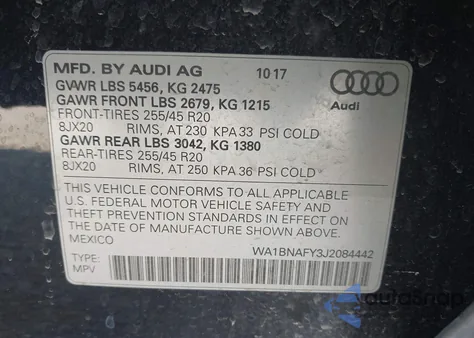 MFD. BY AUDI AG 10 17
GVWR LBS 5456, KG 2475
GAWR FRONT LBS 2679, KG 1215
FRONT-TIRES 255/45 R20
8JX20 RIMS, AT 230 KPA 33 PSI COLD
GAWR REAR LBS 3042, KG 1380
REAR-TIRES 255/45 R20
8JX20 RIMS, AT 250 KPA 36 PSI COLD
Audi
THIS VEHICLE CONFORMS TO ALL APPLICABLE
U.S. FEDERAL MOTOR VEHICLE SAFETY AND
THEFT PREVENTION STANDARDS IN EFFECT ON
THE DATE OF MANUFACTURE SHOWN ABOVE.
MEXICO
WA1BNAFY3J2084442
TYPE:
MPV
autoSnap